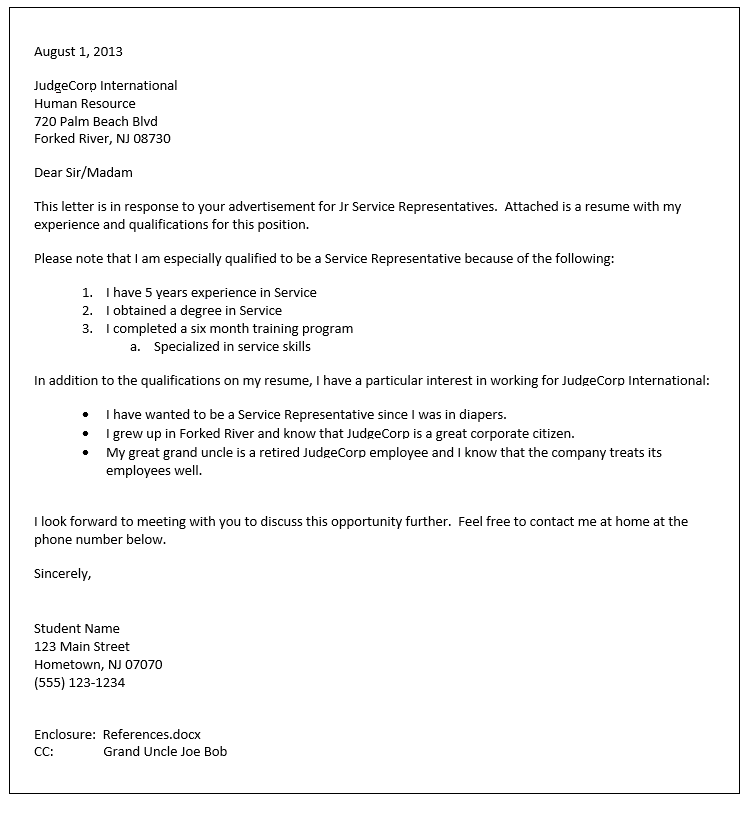 August 1, 2013
JudgeCorp International
Human Resource
720 Palm Beach Blvd
Forked River, NJ 08730
Dear Sir/Madam
This letter is in response to your advertisement for Jr Service Representatives.  Attached is a resume with my
experience and qualifications for this position.
Please note that I am especially qualified to be a Service Representative because of the following:
1. I have 5 years experience in Service
2. I obtained a degree in Service
3. I completed a six month training program
a. Specialized in service skills
In addition to the qualifications on my resume, I have a particular interest in working for JudgeCorp International:
• I have wanted to be a Service Representative since I was in diapers.
• I grew up in Forked River and know that JudgeCorp is a great corporate citizen.
• My great grand uncle is a retired JudgeCorp employee and I know that the company treats its
employees well.
I look forward to meeting with you to discuss this opportunity further.  Feel free to contact me at home at the
phone number below.
Sincerely,
Student Name
123 Main Street
Hometown, NJ 07070
(555) 123-1234
Enclosure:  References.docx
CC: Grand Uncle Joe Bob